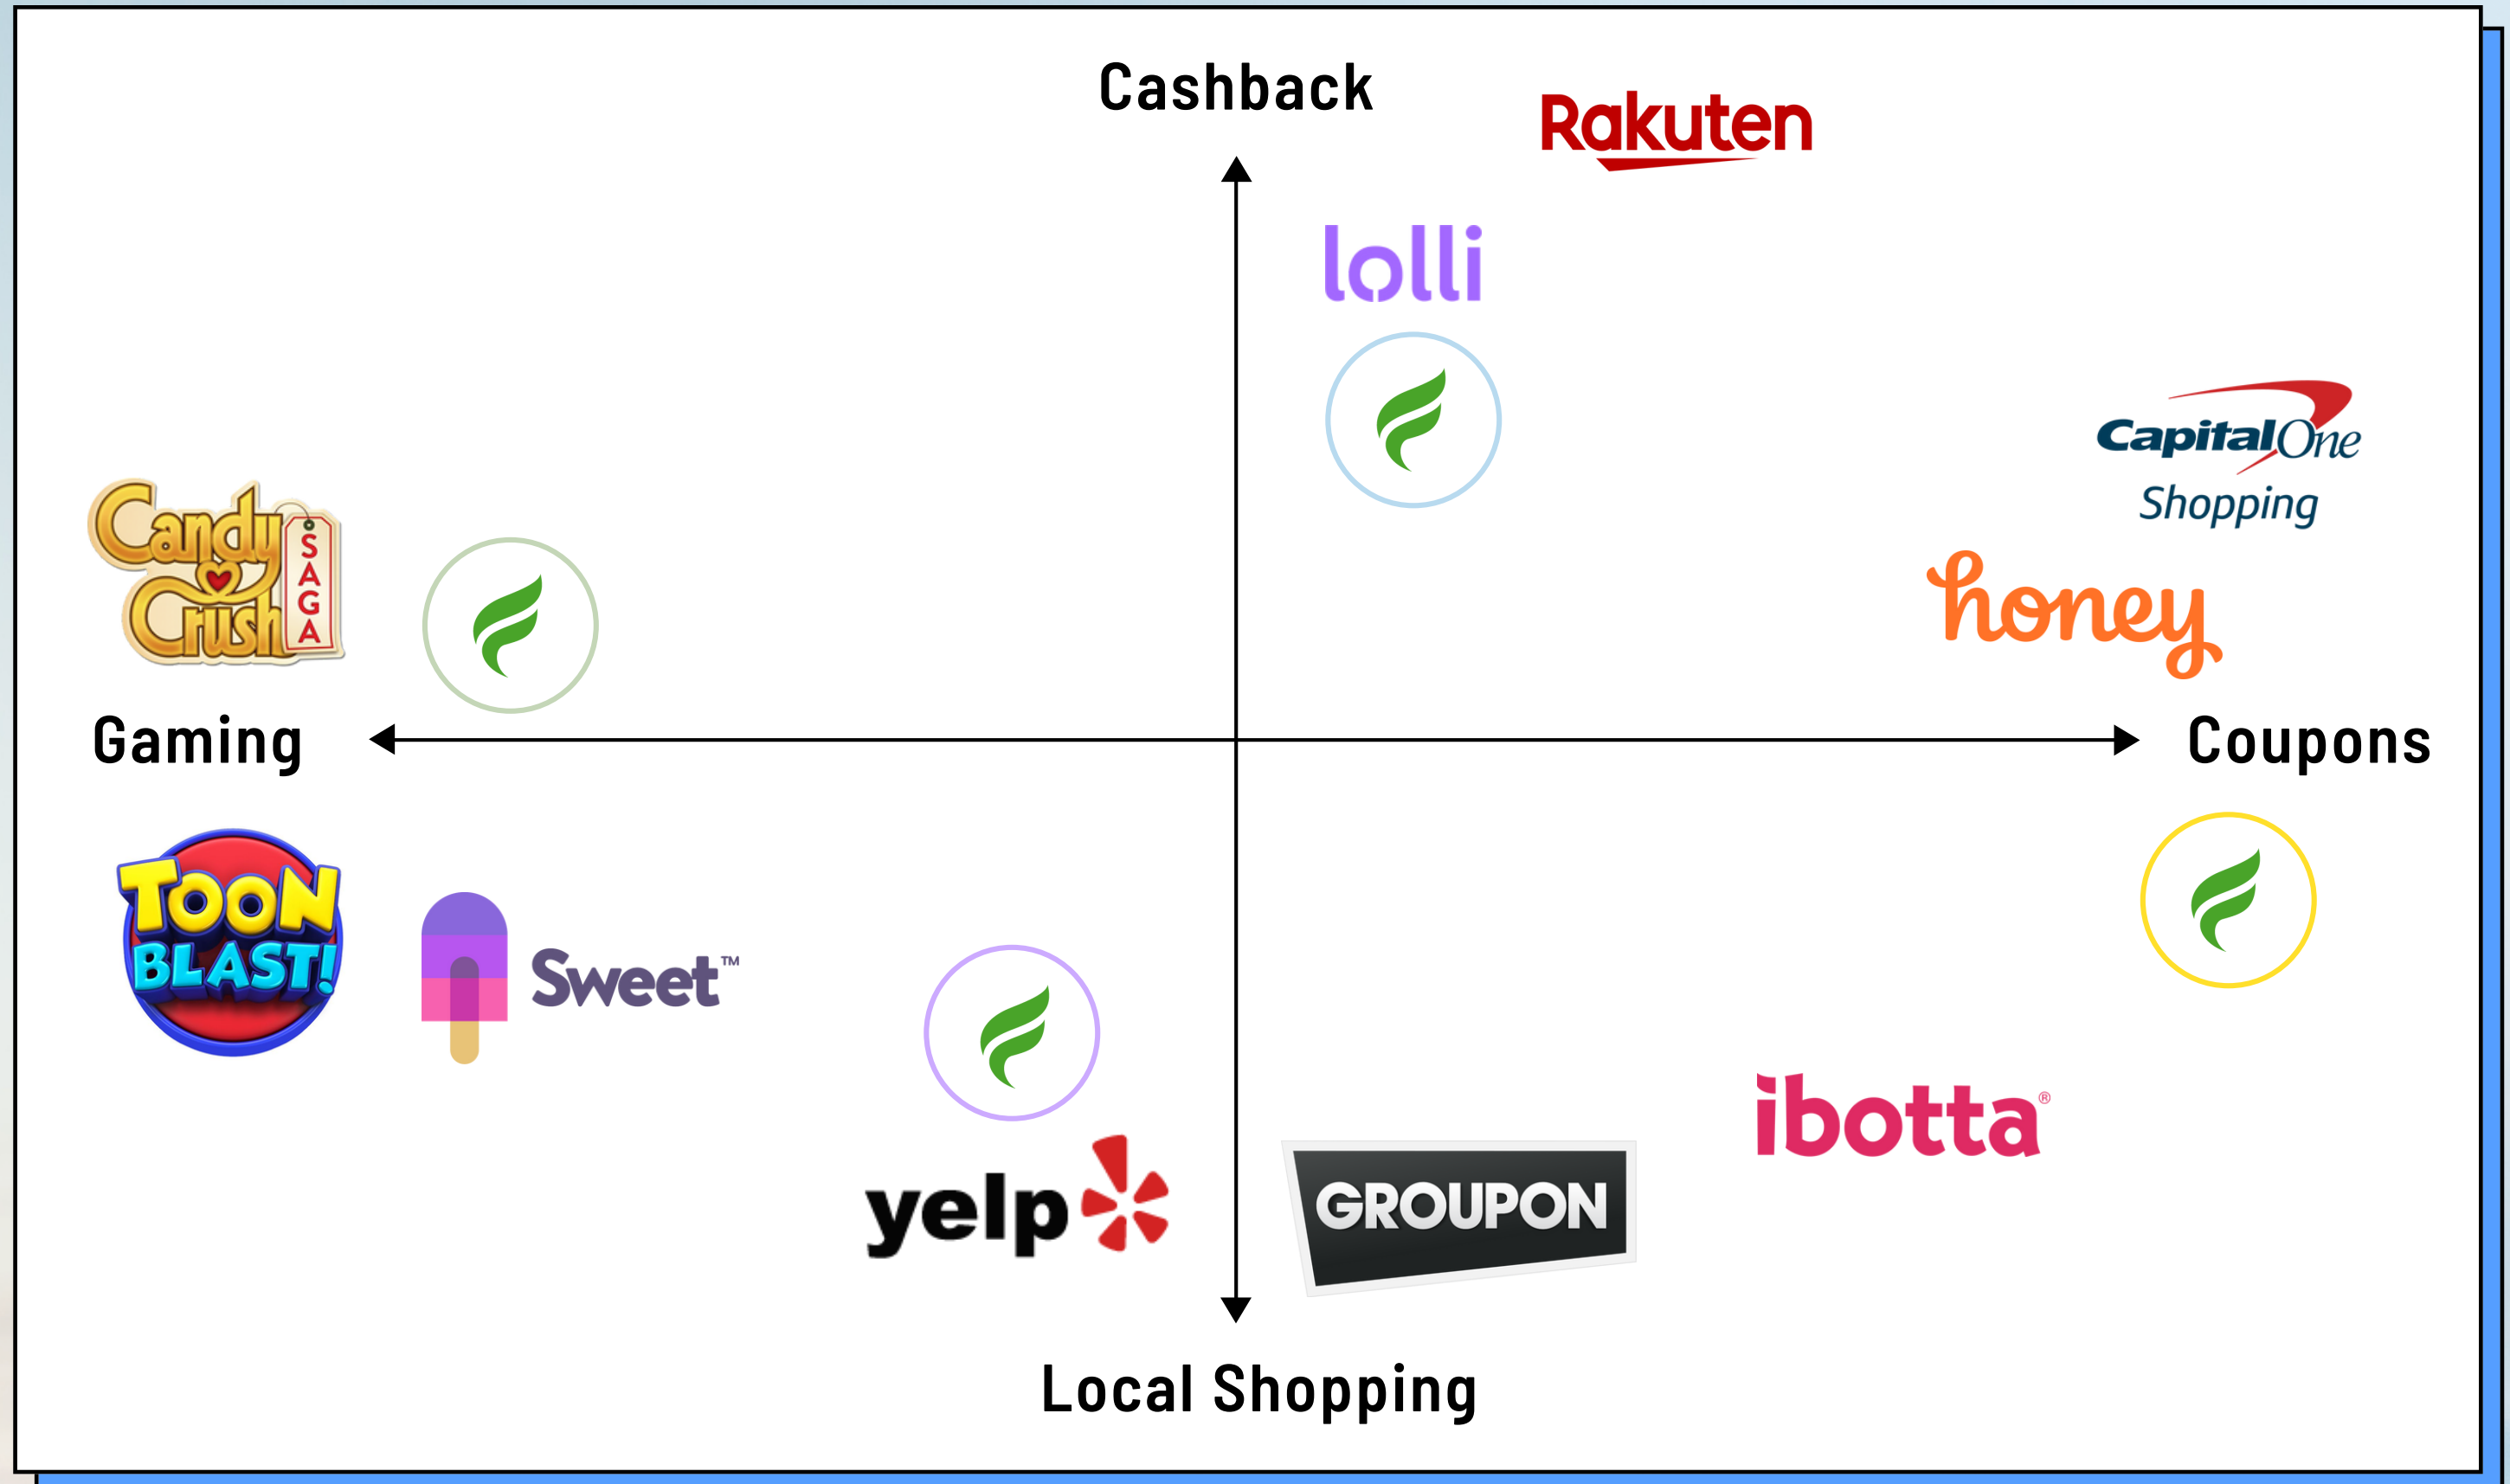 Cashback
Rakuten
lolli
Capital One
Shopping
Candy
Crush
SAGA
honey
Gaming
Coupons
TOON
BLAST!
Sweet™
ibotta®
yelp
GROUPON
Local Shopping